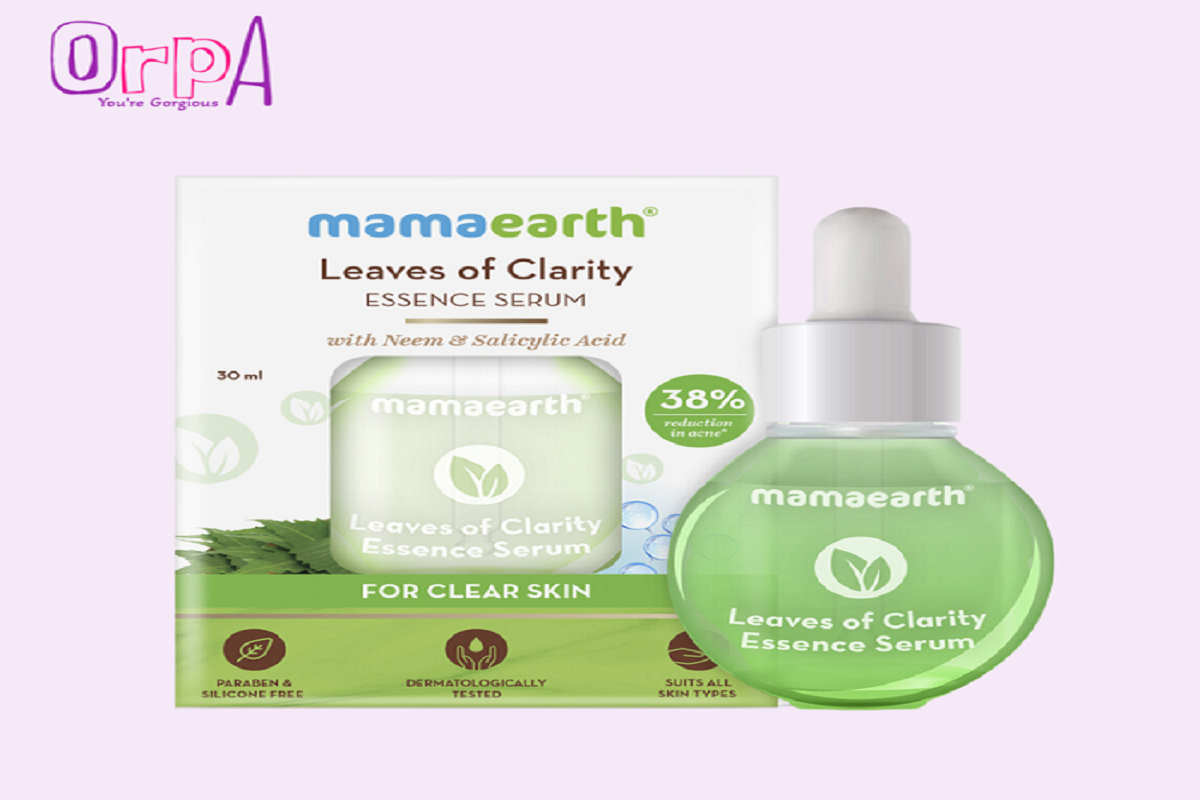 OrpA
You're Gorgious
mamaearth®
Leaves of Clarity
ESSENCE SERUM
with Neem & Salicylic Acid
30 ml
38%
reduction
in acne*
mamaearth®
Leaves of Clarity
Essence Serum
FOR CLEAR SKIN
PARABEN &
SILICONE FREE
DERMATOLOGICALLY
TESTED
SUITS ALL
SKIN TYPES
mamaearth®
Leaves of Clarity
Essence Serum